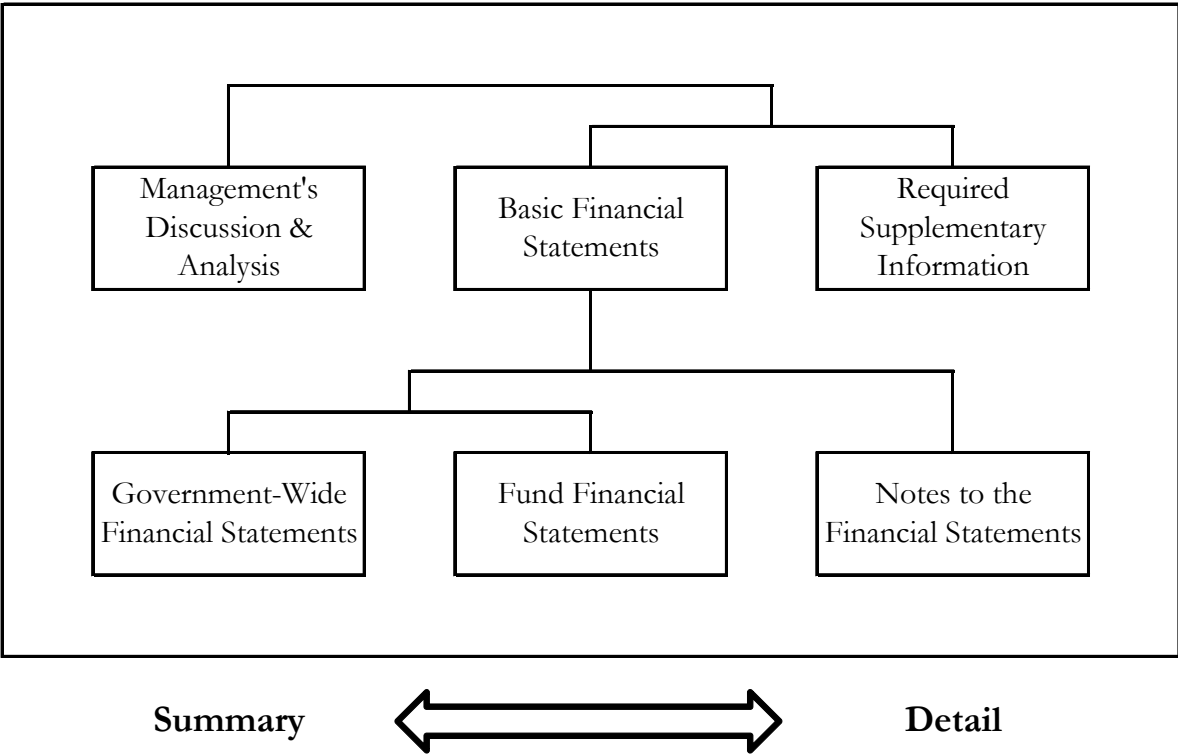 Management's
Discussion &
Analysis
Basic Financial
Statements
Required
Supplementary
Information
Government-Wide
Financial Statements
Fund Financial
Statements
Notes to the
Financial Statements
Summary
Detail